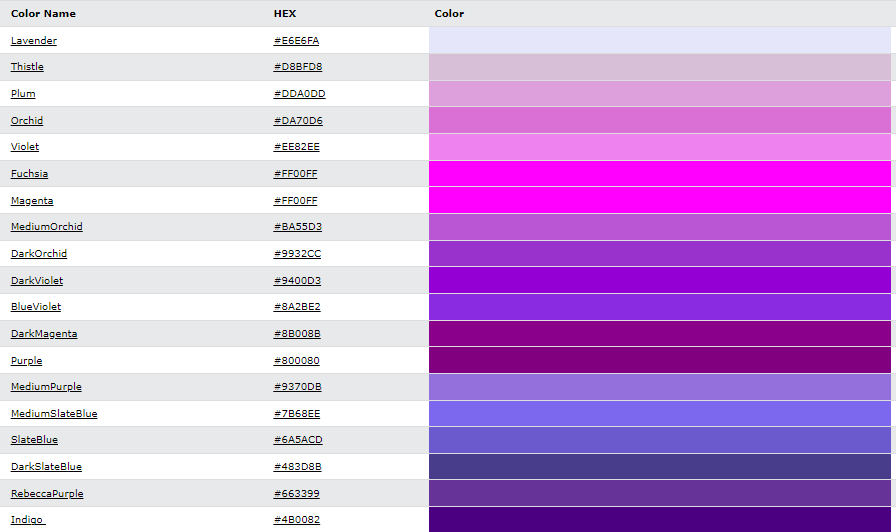 Color Name HEX Color
Lavender #E6E6FA
Thistle #D8BFD8
Plum #DDA0DD
Orchid #DA70D6
Violet #EE82EE
Fuchsia #FF00FF
Magenta #FF00FF
MediumOrchid #BA55D3
DarkOrchid #9932CC
DarkViolet #9400D3
BlueViolet #8A2BE2
DarkMagenta #8B008B
Purple #800080
MediumPurple #9370DB
MediumSlateBlue #7B68EE
SlateBlue #6A5ACD
DarkSlateBlue #483D8B
RebeccaPurple #663399
Indigo #4B0082